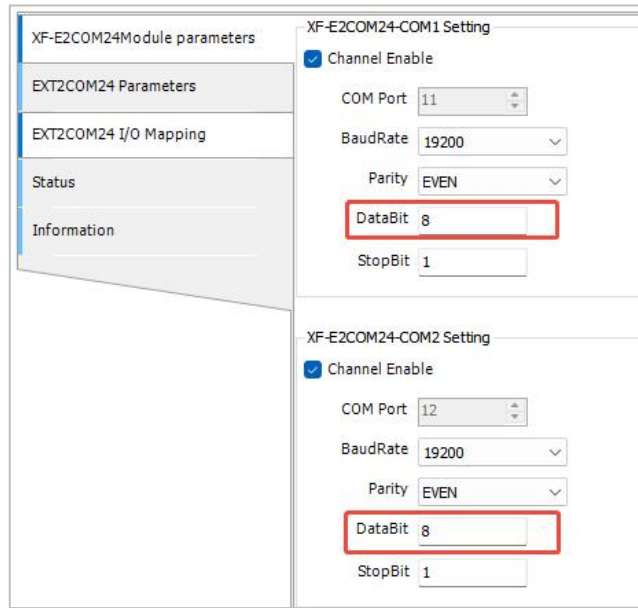 XF-E2COM24Module parameters
EXT2COM24 Parameters
EXT2COM24 I/O Mapping
Status
Information
XF-E2COM24-COM1 Setting
Channel Enable
COM Port 11
BaudRate 19200
Parity EVEN
DataBit 8
StopBit 1
XF-E2COM24-COM2 Setting
Channel Enable
COM Port 12
BaudRate 19200
Parity EVEN
DataBit 8
StopBit 1